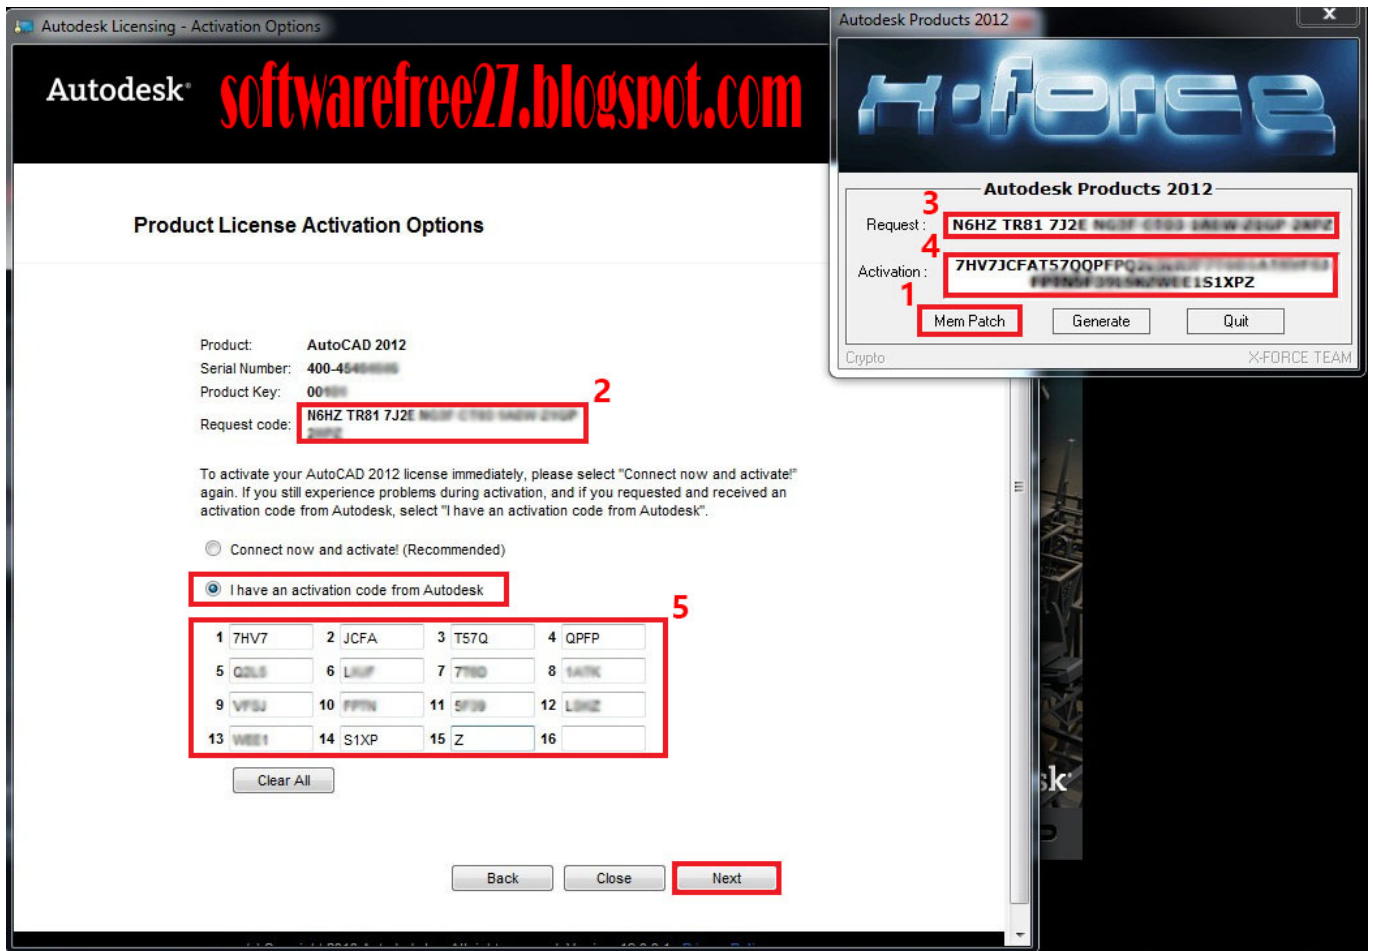 Autodesk Licensing - Activation Options
Autodesk
softwarefree27.blogspot.com
Product License Activation Options
Product: AutoCAD 2012
Serial Number: 400-45
Product Key: 00
Request code: N6HZ TR81 7J2E
2
To activate your AutoCAD 2012 license immediately, please select "Connect now and activate!"
again. If you still experience problems during activation, and if you requested and received an
activation code from Autodesk, select "I have an activation code from Autodesk".
Connect now and activate! (Recommended)
I have an activation code from Autodesk
5
1 7HV7 2 JCFA 3 T57Q 4 QPFP
5 6 7 8
9 10 11 12
13 14 S1XP 15 Z 16
Clear All
Back Close Next
Autodesk Products 2012
x
X-FORCE
Autodesk Products 2012
3
Request : N6HZ TR81 7J2E
4
Activation : 7HV7JCFAT57QQPFPQ
S1XPZ
1
Mem Patch Generate Quit
Crypto X-FORCE TEAM
sk